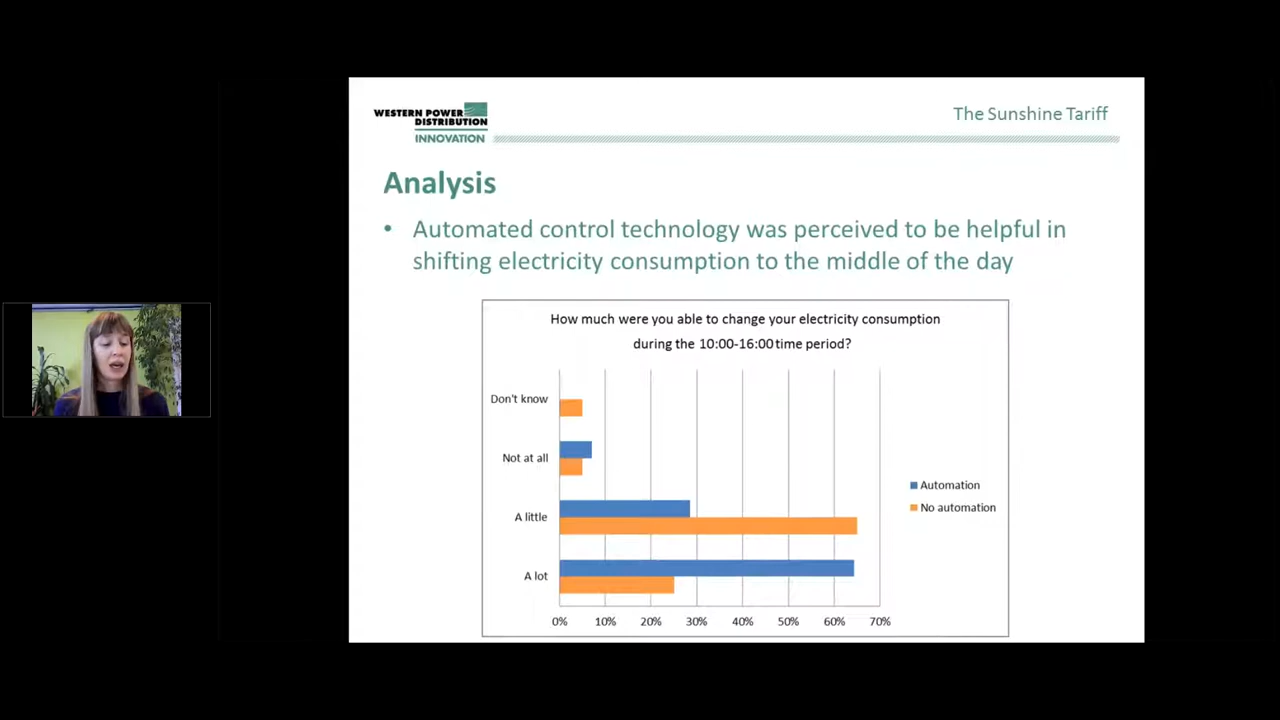 WESTERN POWER
DISTRIBUTION
INNOVATION
The Sunshine Tariff
Analysis
• Automated control technology was perceived to be helpful in
shifting electricity consumption to the middle of the day
How much were you able to change your electricity consumption
during the 10:00-16:00 time period?
Don't know
Not at all
A little
A lot
Automation
No automation
0% 10% 20% 30% 40% 50% 60% 70%